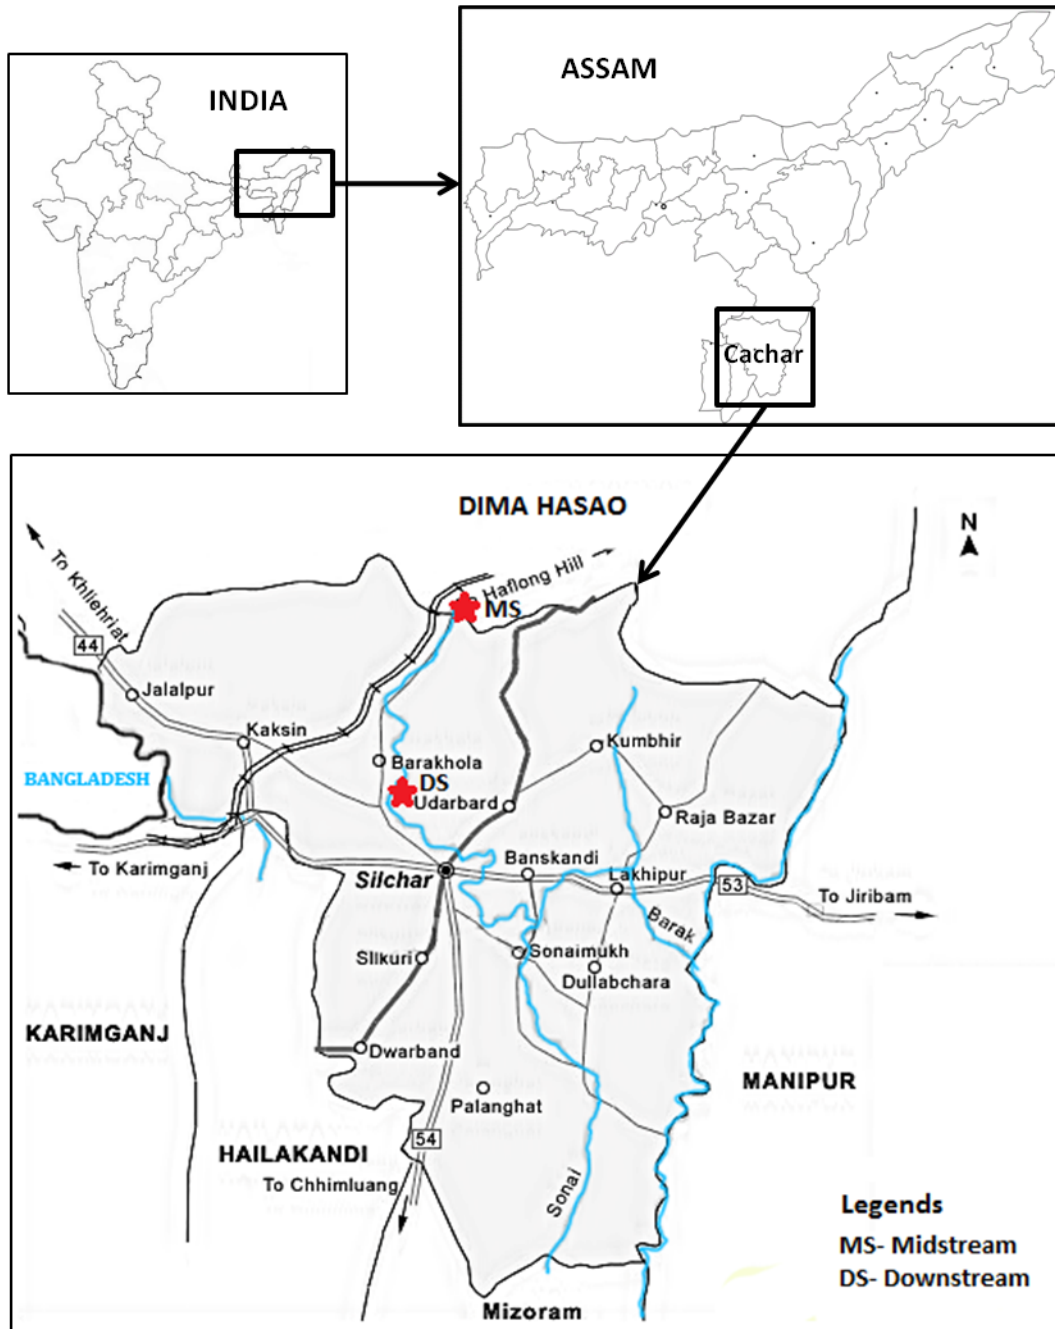 INDIA
ASSAM
Cachar
DIMA HASAO
N
To Khliehriat
Haflong Hill
MS
44
Jalalpur
Kaksin
Kumbhir
BANGLADESH
Barakhola
DS
Udarbard
Raja Bazar
To Karimganj
Silchar
Banskandi
Lakhipur
53
To Jiribam
Barak
Silkuri
Sonaimukh
Dullabchara
KARIMGANJ
Dwarband
MANIPUR
Palanghat
54
HAILAKANDI
To Chhimluang
Sonai
Legends
MS- Midstream
DS- Downstream
Mizoram